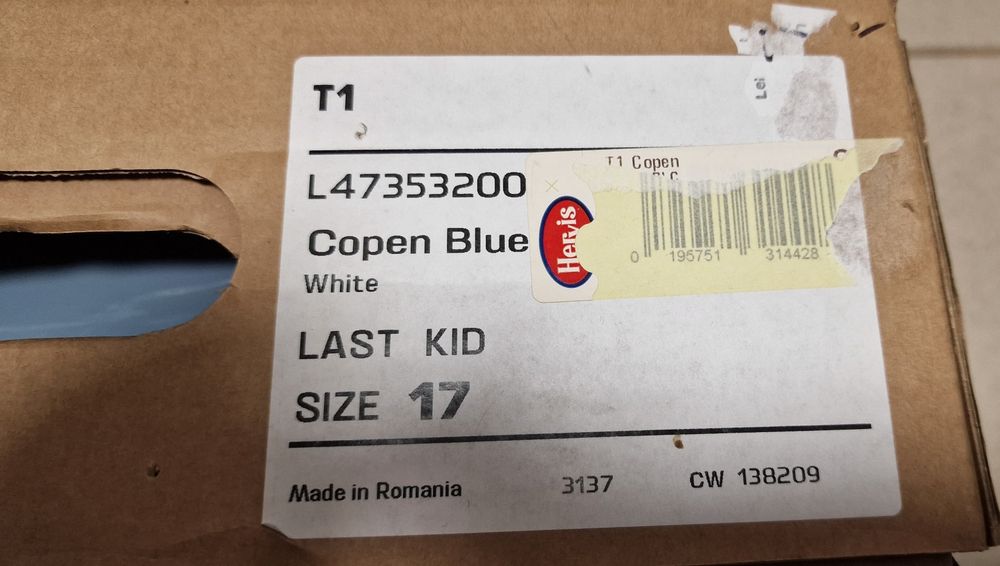 Lei
T1
T1 Copen
L47353200
Hervis
0 195751 314428
Copen Blue
White
LAST KID
SIZE 17
Made in Romania 3137 CW 138209